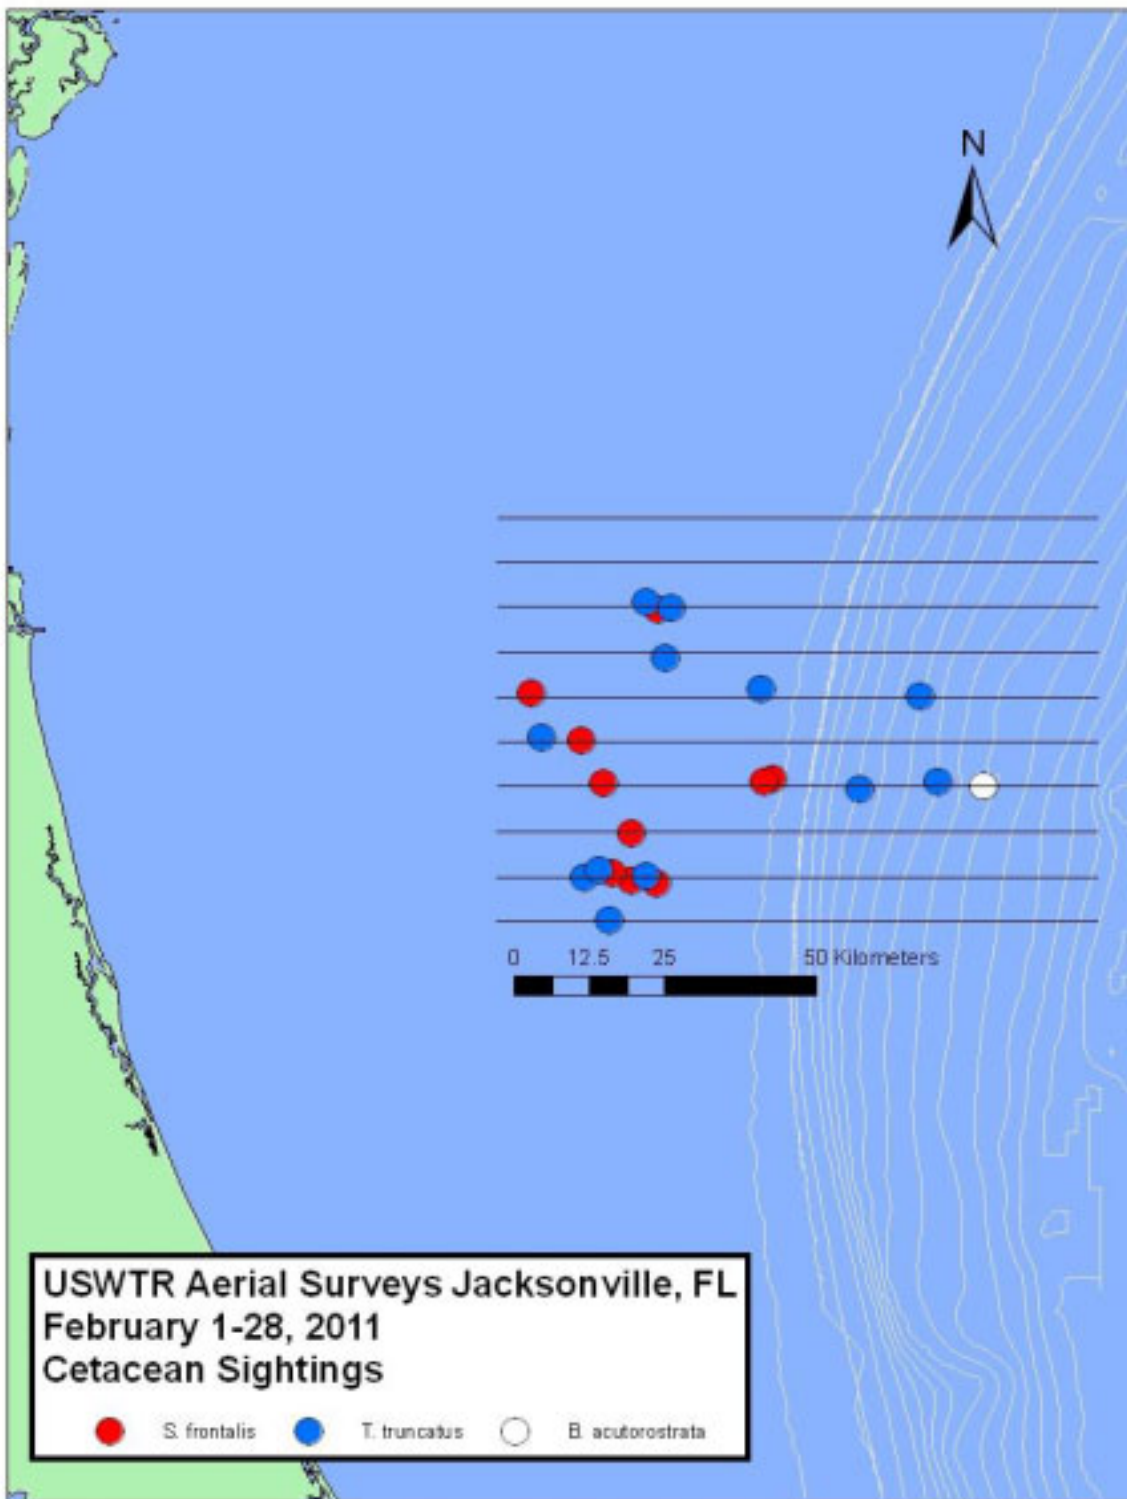 N
0 12.5 25 50 Kilometers
USWTR Aerial Surveys Jacksonville, FL
February 1-28, 2011
Cetacean Sightings
S. frontalis T. truncatus B. acutorostrata